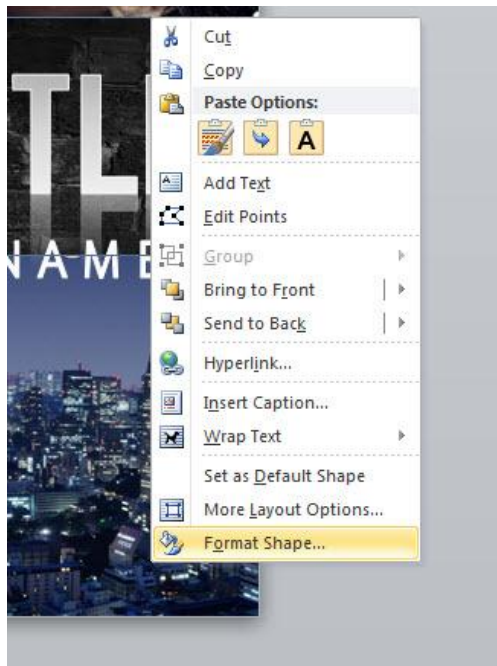 Cut
Copy
Paste Options:
A
Add Text
Edit Points
Group
Bring to Front
Send to Back
Hyperlink...
Insert Caption...
Wrap Text
Set as Default Shape
More Layout Options...
Format Shape...
TL
NAME